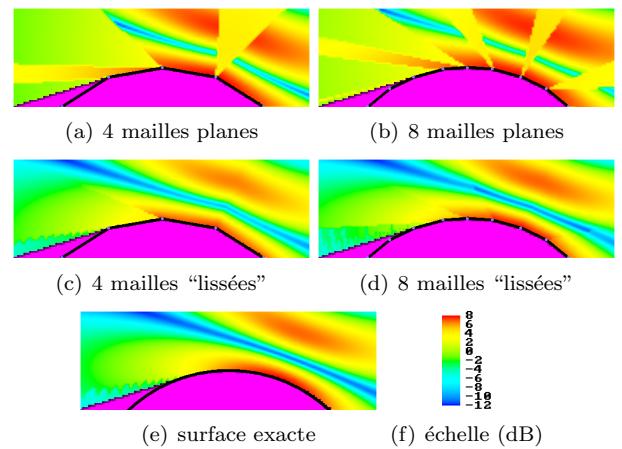 (a) 4 mailles planes
(b) 8 mailles planes
(c) 4 mailles “lissées”
(d) 8 mailles “lissées”
8
6
4
2
0
−2
−4
−6
−8
−10
−12
(e) surface exacte
(f) échelle (dB)